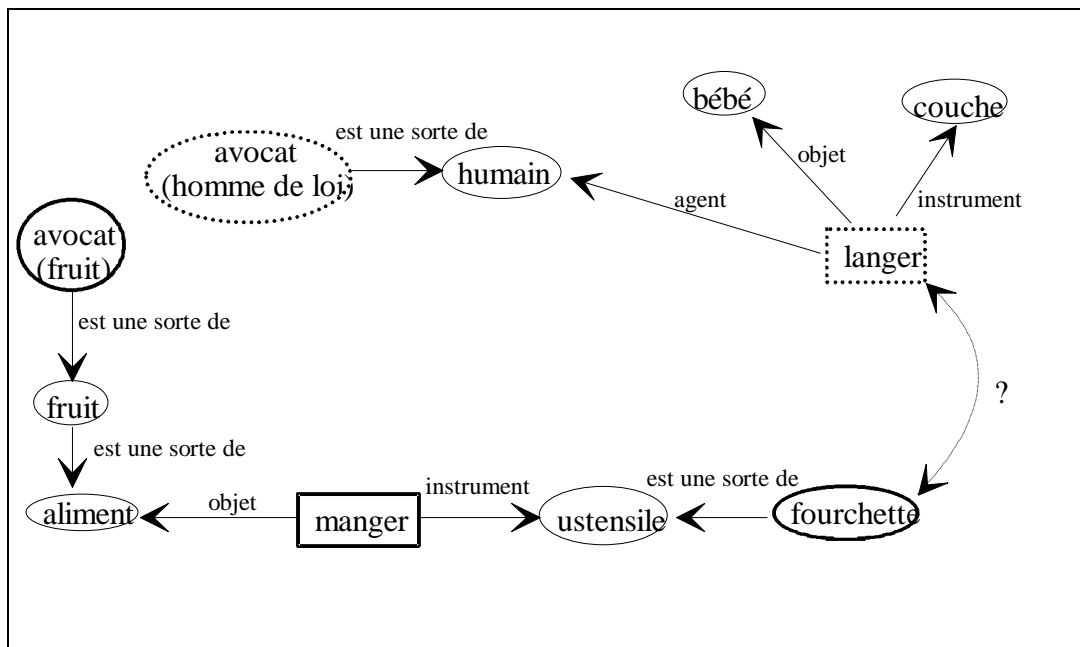 bébé
couche
est une sorte de
avocat
(homme de loi)
humain
objet
agent
instrument
avocat
(fruit)
langer
est une sorte de
fruit
?
est une sorte de
aliment
objet
manger
instrument
ustensile
est une sorte de
fourchette